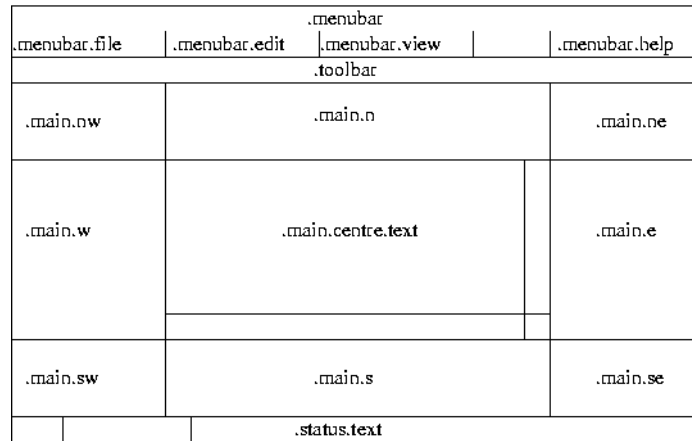 .menubar
.menubar.file .menubar.edit .menubar.view .menubar.help
.toolbar
.main.nw .main.n .main.ne
.main.w .main.centre.text .main.e
.main.sw .main.s .main.se
.status.text